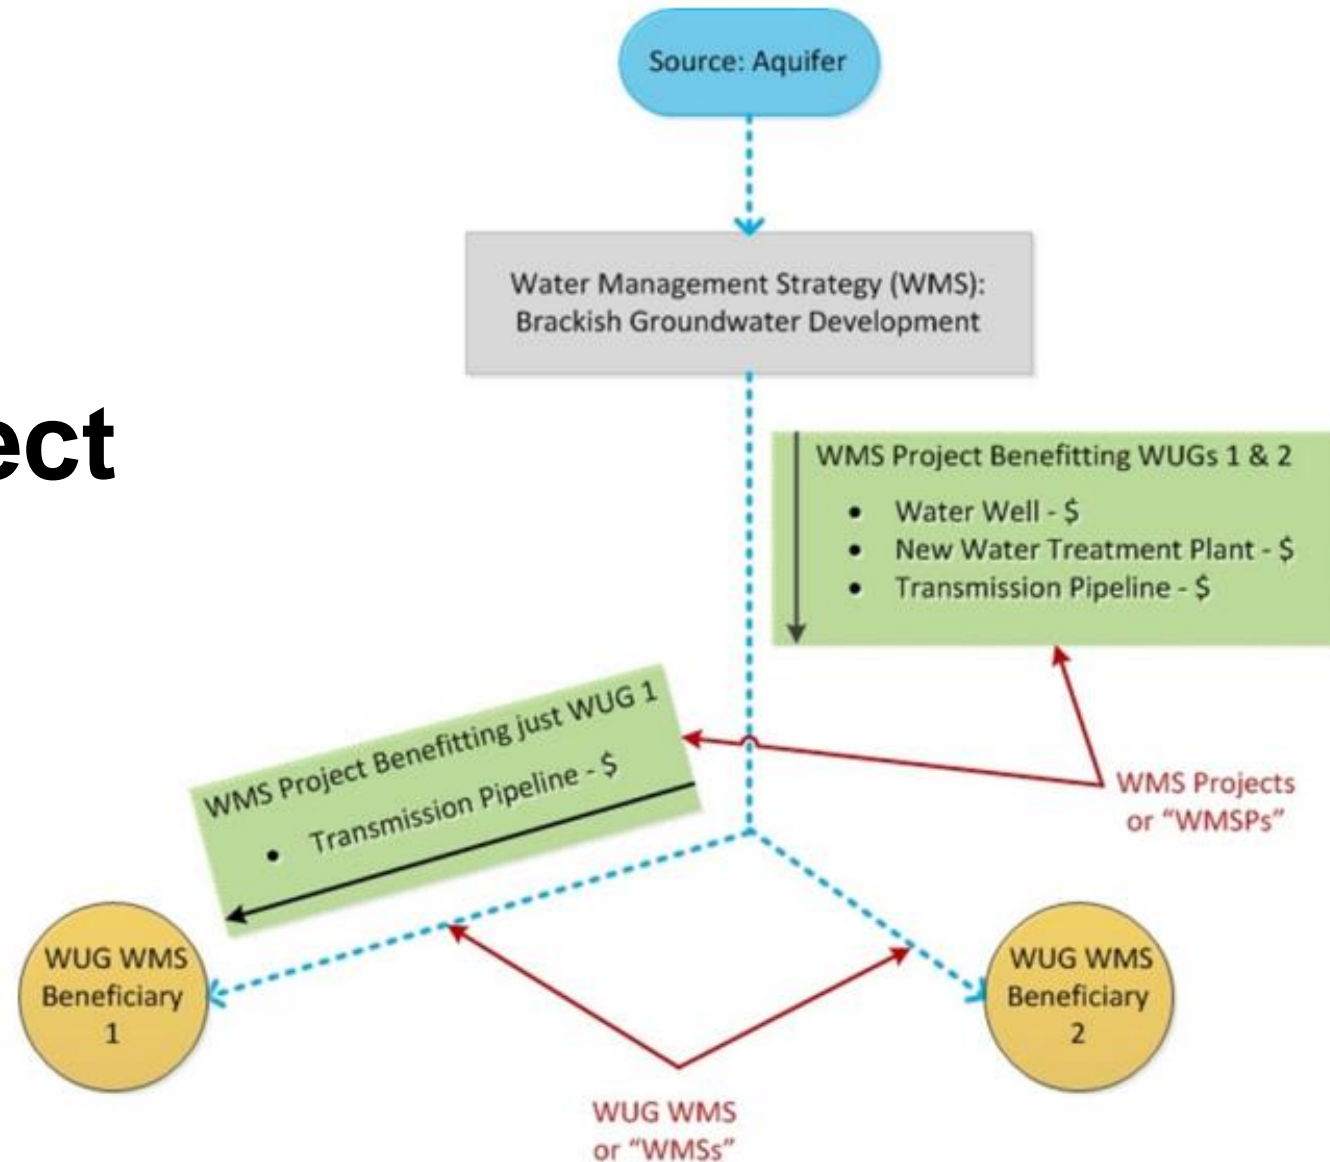 Source: Aquifer
Water Management Strategy (WMS):
Brackish Groundwater Development
ect
WMS Project Benefitting WUGs 1 & 2
• Water Well - $
• New Water Treatment Plant - $
• Transmission Pipeline - $
WMS Project Benefitting just WUG 1
• Transmission Pipeline - $
WMS Projects
or “WMSPs”
WUG WMS
Beneficiary
1
WUG WMS
Beneficiary
2
WUG WMS
or “WMSs”